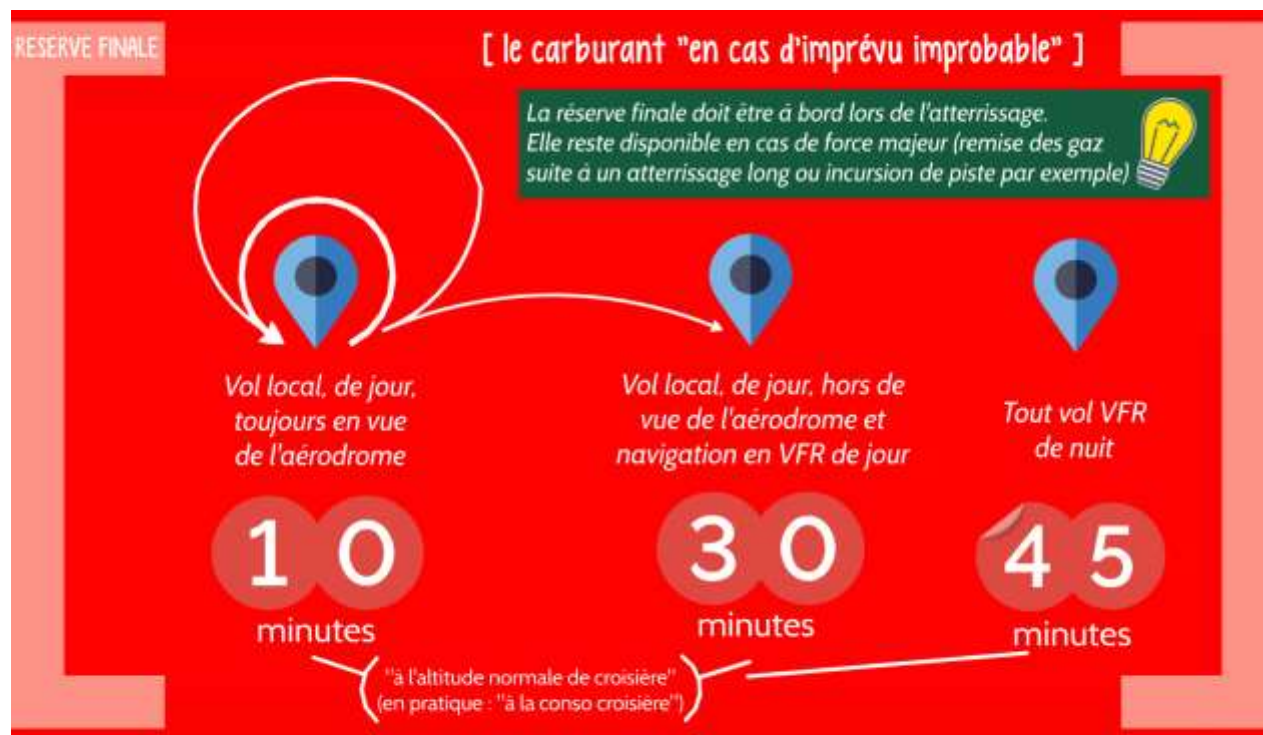 RESERVE FINALE
[ le carburant "en cas d'imprévu improbable" ]
La réserve finale doit être à bord lors de l'atterrissage.
Elle reste disponible en cas de force majeur (remise des gaz
suite à un atterrissage long ou incursion de piste par exemple)
Vol local, de jour,
toujours en vue
de l'aérodrome
10
minutes
Vol local, de jour, hors de
vue de l'aérodrome et
navigation en VFR de jour
30
minutes
Tout vol VFR
de nuit
45
minutes
"à l'altitude normale de croisière"
(en pratique : "à la conso croisière")